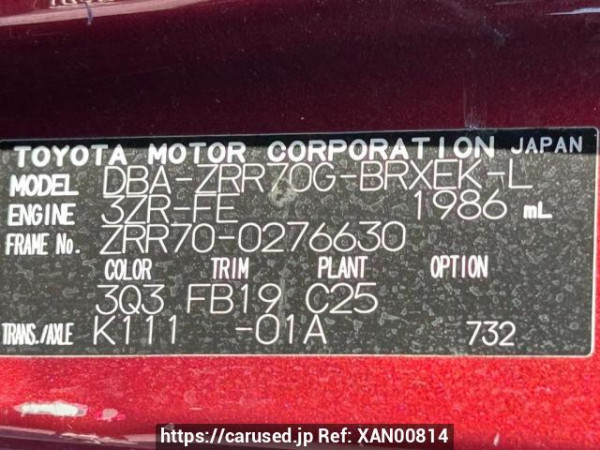 TOYOTA MOTOR CORPORATION JAPAN
MODEL DBA-ZRR70G-BRXEK-L
ENGINE 3ZR-FE 1986 mL
FRAME No. ZRR70-0276630
COLOR TRIM PLANT OPTION
3Q3 FB19 C25
TRANS./AXLE K111 -01A 732
https://carused.jp Ref: XAN00814